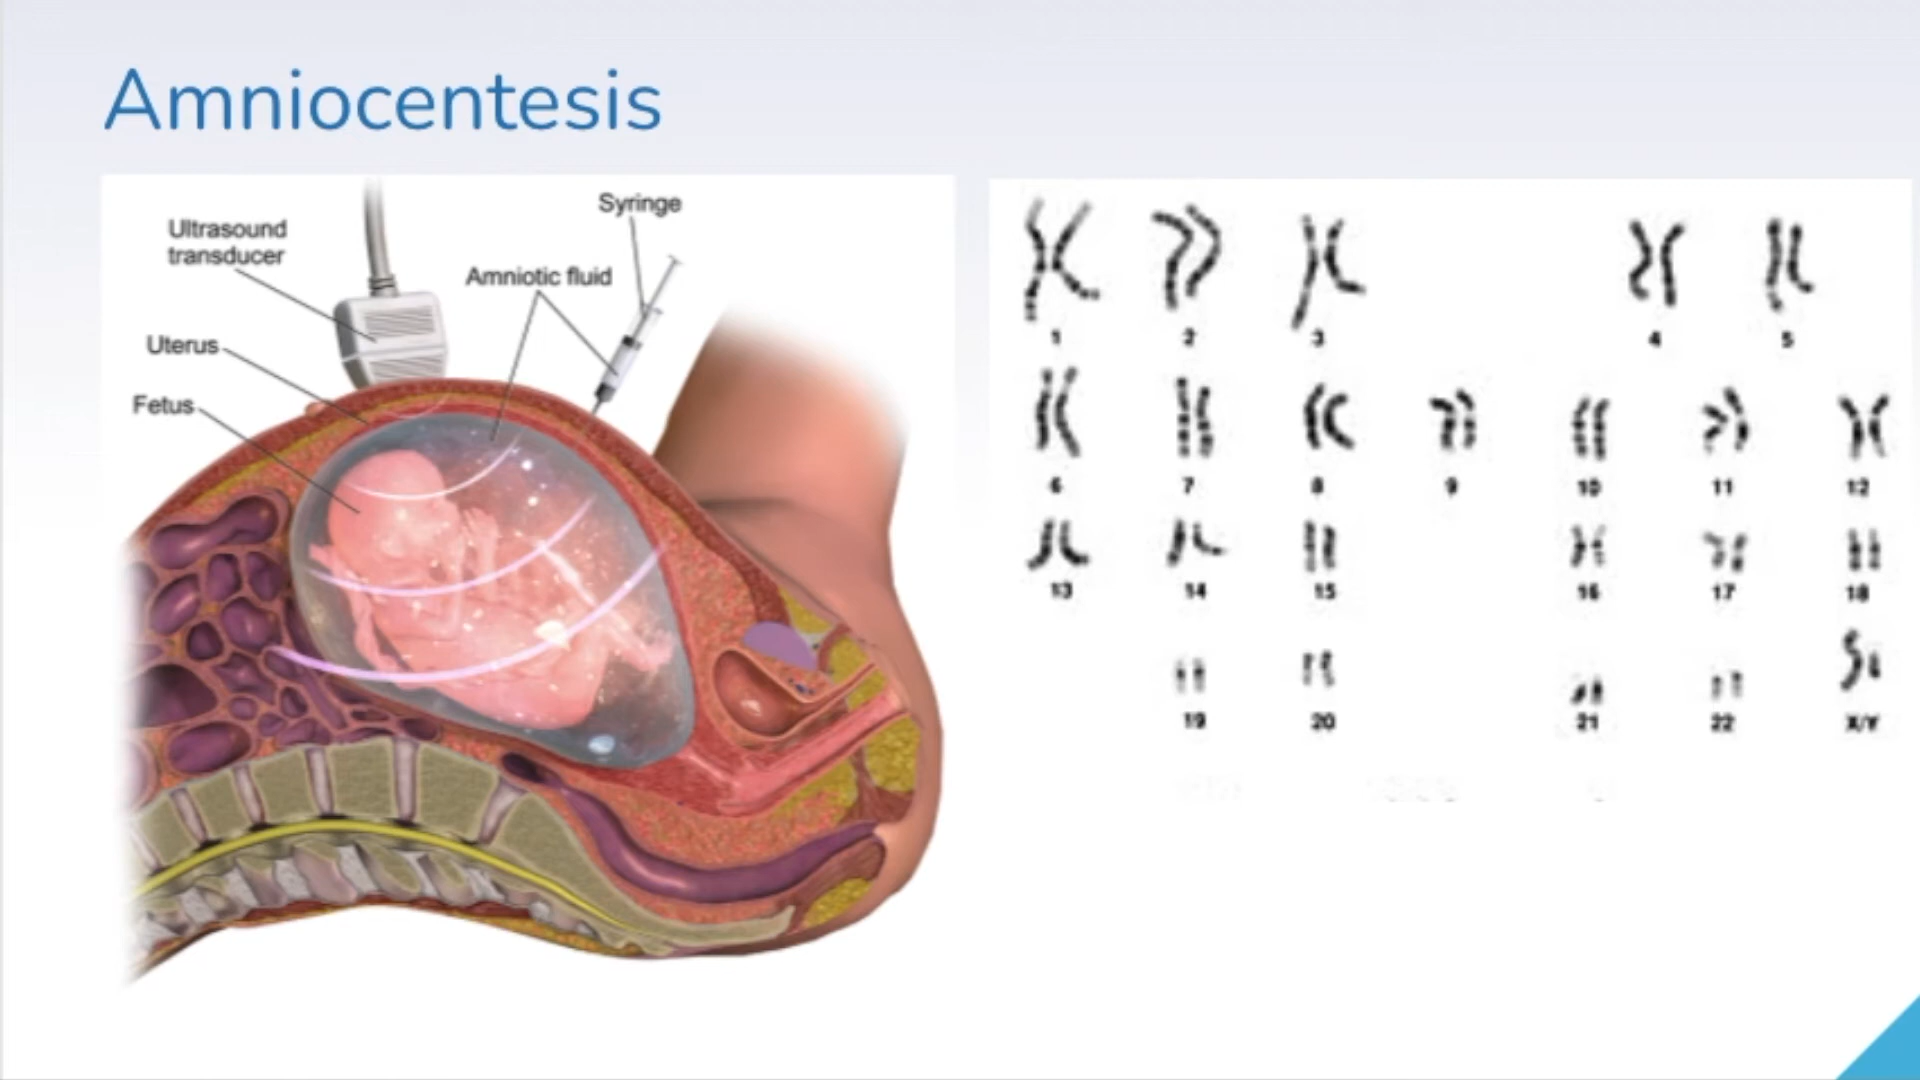 Amniocentesis
Syringe
Ultrasound
transducer
Amniotic fluid
Uterus
Fetus
1 2 3 4 5
6 7 8 9 10 11 12
13 14 15 16 17 18
19 20 21 22 X/Y